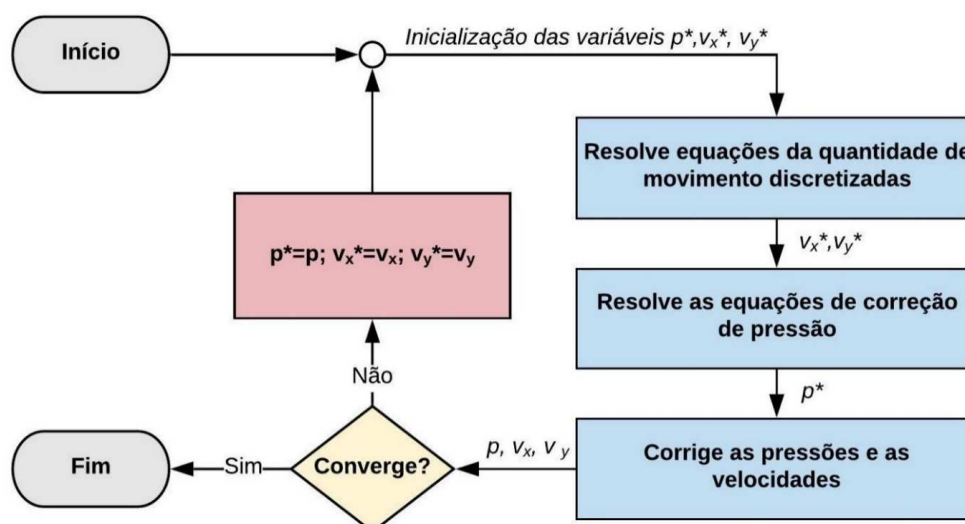 Início
Inicialização das variáveis p*,vx*, vy*
Resolve equações da quantidade de
movimento discretizadas
vx*,vy*
Resolve as equações de correção
de pressão
p*
Corrige as pressões e as
velocidades
p, vx, v y
Converge?
Não
p*=p; vx*=vx; vy*=vy
Sim
Fim